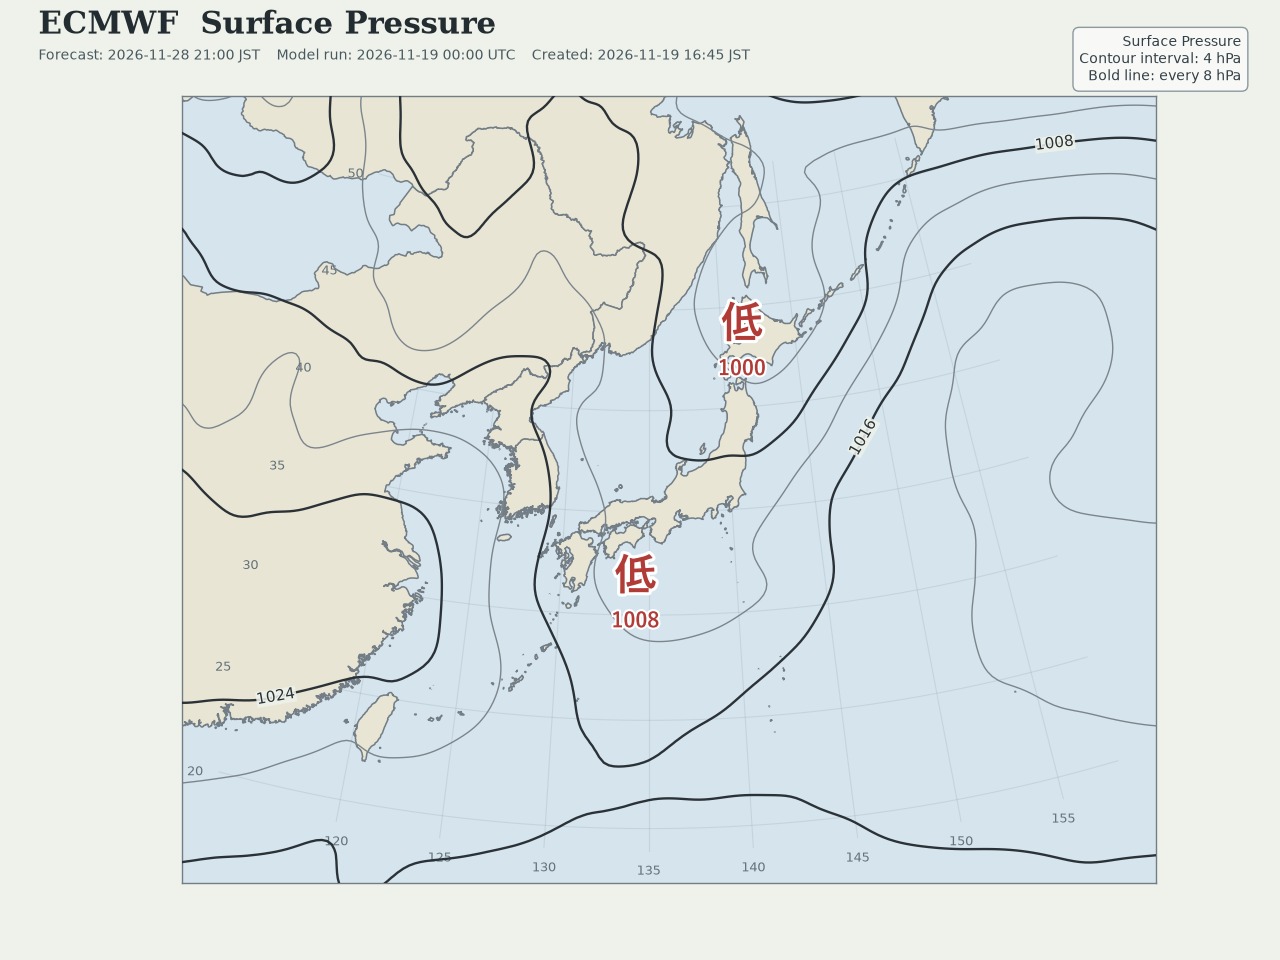 ECMWF Surface Pressure
Forecast: 2026-11-28 21:00 JST Model run: 2026-11-19 00:00 UTC Created: 2026-11-19 16:45 JST
Surface Pressure
Contour interval: 4 hPa
Bold line: every 8 hPa
1008
50
45
低
1000
40
1016
35
30
低
1008
25
1024
20
155
120
150
125
145
130
140
135